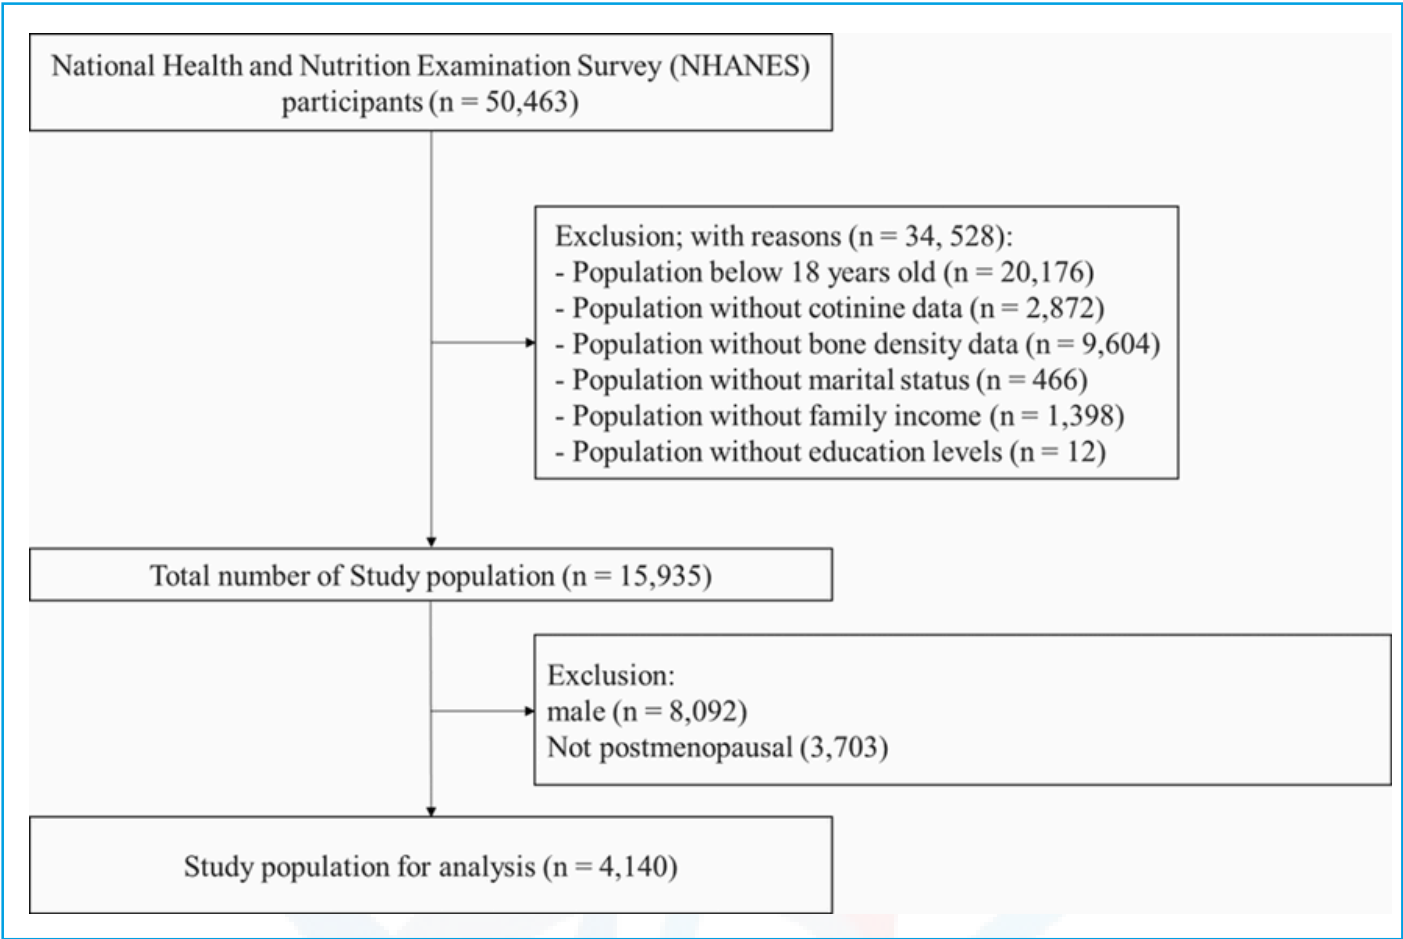 National Health and Nutrition Examination Survey (NHANES)
participants (n = 50,463)
Exclusion; with reasons (n = 34, 528):
- Population below 18 years old (n = 20,176)
- Population without cotinine data (n = 2,872)
- Population without bone density data (n = 9,604)
- Population without marital status (n = 466)
- Population without family income (n = 1,398)
- Population without education levels (n = 12)
Total number of Study population (n = 15,935)
Exclusion:
male (n = 8,092)
Not postmenopausal (3,703)
Study population for analysis (n = 4,140)